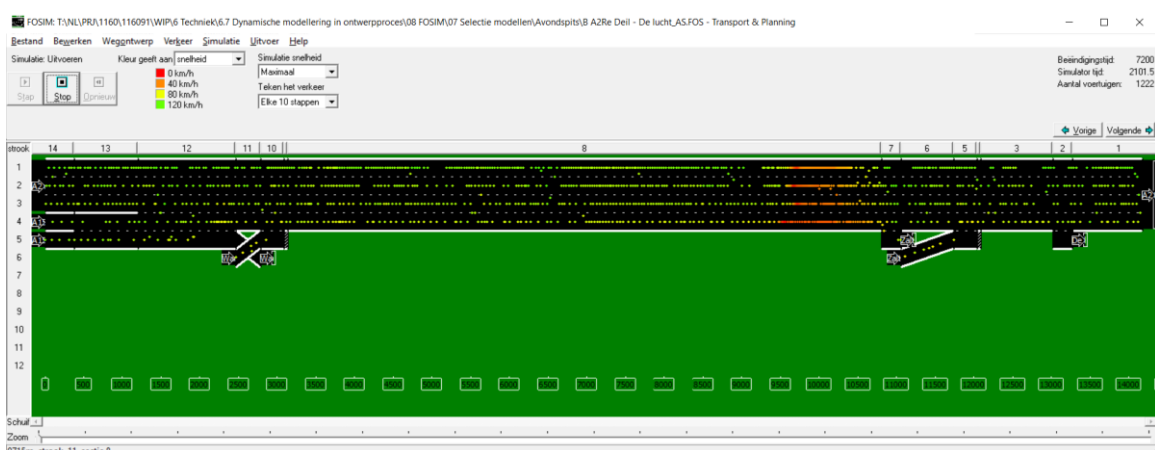 FOSIM: T:\NL\PRJ\1160\116091\WIP\6 Techniek\6.7 Dynamische modellering in ontwerpproces\08 FOSIM\07 Selectie modellen\Avondspits\B A2Re Deil - De lucht_AS.FOS - Transport & Planning
Bestand Bewerken Wegontwerp Verkeer Simulatie Uitvoer Help
Simulatie: Uitvoeren
Stap Stop Opnieuw
Kleur geeft aan snelheid
0 km/h
40 km/h
80 km/h
120 km/h
Simulatie snelheid
Maximaal
Teken het verkeer
Elke 10 stappen
Beëindigingstijd: 7200
Simulator tijd: 2101.5
Aantal voertuigen: 1222
Vorige Volgende
strook 14 13 12 11 10 8 7 6 5 3 2 1
1
2 A2
3
4
5
6
7
8
9
10
11
12
0 500 1000 1500 2000 2500 3000 3500 4000 4500 5000 5500 6000 6500 7000 7500 8000 8500 9000 9500 10000 10500 11000 11500 12000 12500 13000 13500 14000
Schuif
Zoom